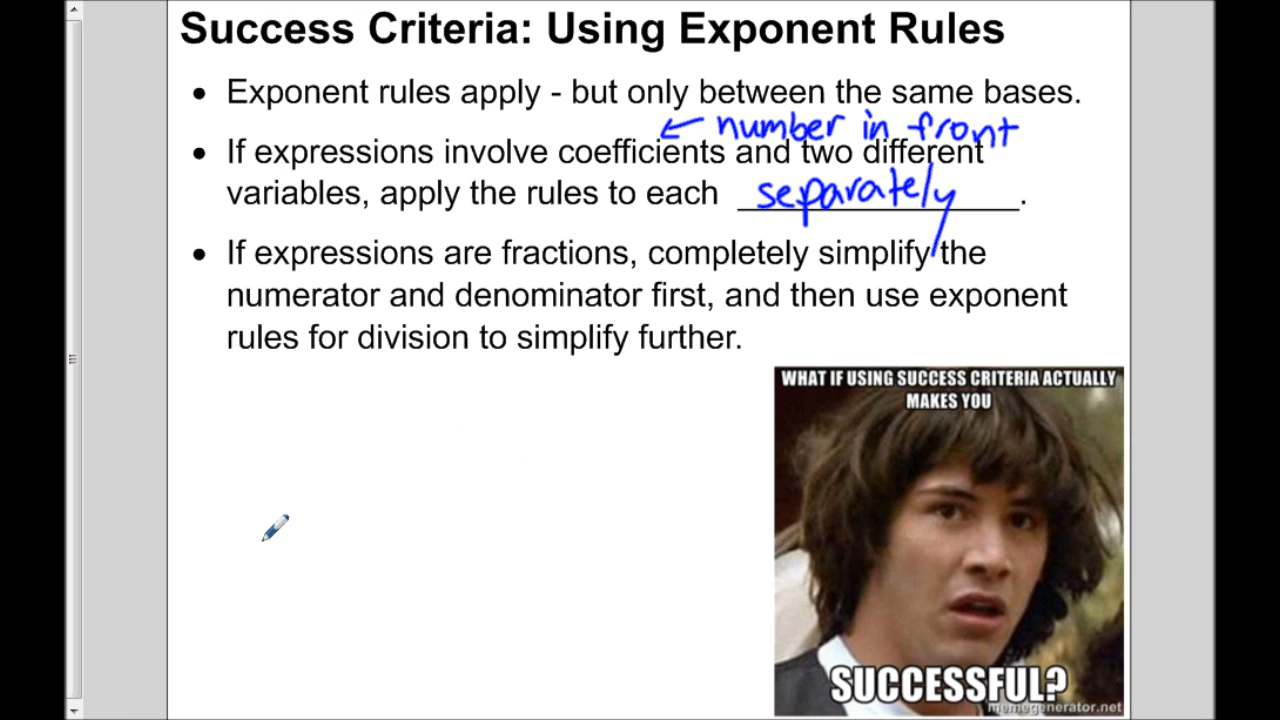 Success Criteria: Using Exponent Rules
• Exponent rules apply - but only between the same bases.
← number in front
• If expressions involve coefficients and two different
variables, apply the rules to each separately.
• If expressions are fractions, completely simplify the
numerator and denominator first, and then use exponent
rules for division to simplify further.
WHAT IF USING SUCCESS CRITERIA ACTUALLY
MAKES YOU
SUCCESSFUL?
memegenerator.net